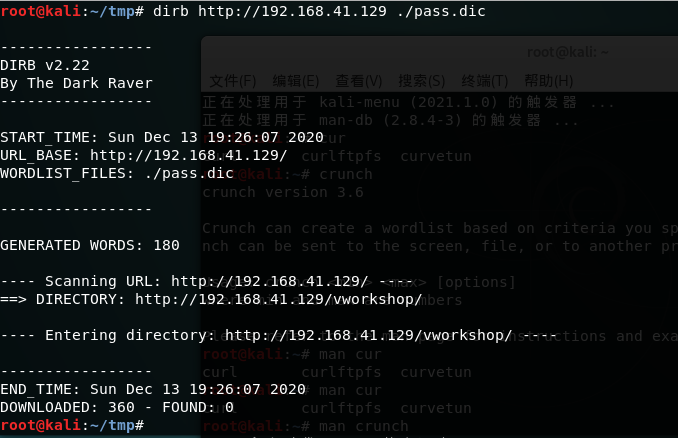 root@kali:~/tmp# dirb http://192.168.41.129 ./pass.dic
-----------------
DIRB v2.22
By The Dark Raver
-----------------
START_TIME: Sun Dec 13 19:26:07 2020
URL_BASE: http://192.168.41.129/
WORDLIST_FILES: ./pass.dic
-----------------
GENERATED WORDS: 180
---- Scanning URL: http://192.168.41.129/ ----
==> DIRECTORY: http://192.168.41.129/vworkshop/
---- Entering directory: http://192.168.41.129/vworkshop/ ----
-----------------
END_TIME: Sun Dec 13 19:26:07 2020
DOWNLOADED: 360 - FOUND: 0
root@kali:~/tmp#
root@kali: ~
文件(F) 编辑(E) 查看(V) 搜索(S) 终端(T) 帮助(H)
正在处理用于 kali-menu (2021.1.0) 的触发器 ...
正在处理用于 man-db (2.8.4-3) 的触发器 ...
root@kali:~# cur
curlftpfs curvetun
root@kali:~# crunch
crunch version 3.6
Crunch can create a wordlist based on criteria you
can be sent to the screen, file, or to another
<max> [options]
root@kali:~# man cur
curl curlftpfs curvetun
root@kali:~# man cur
curlftpfs curvetun
root@kali:~# man crunch